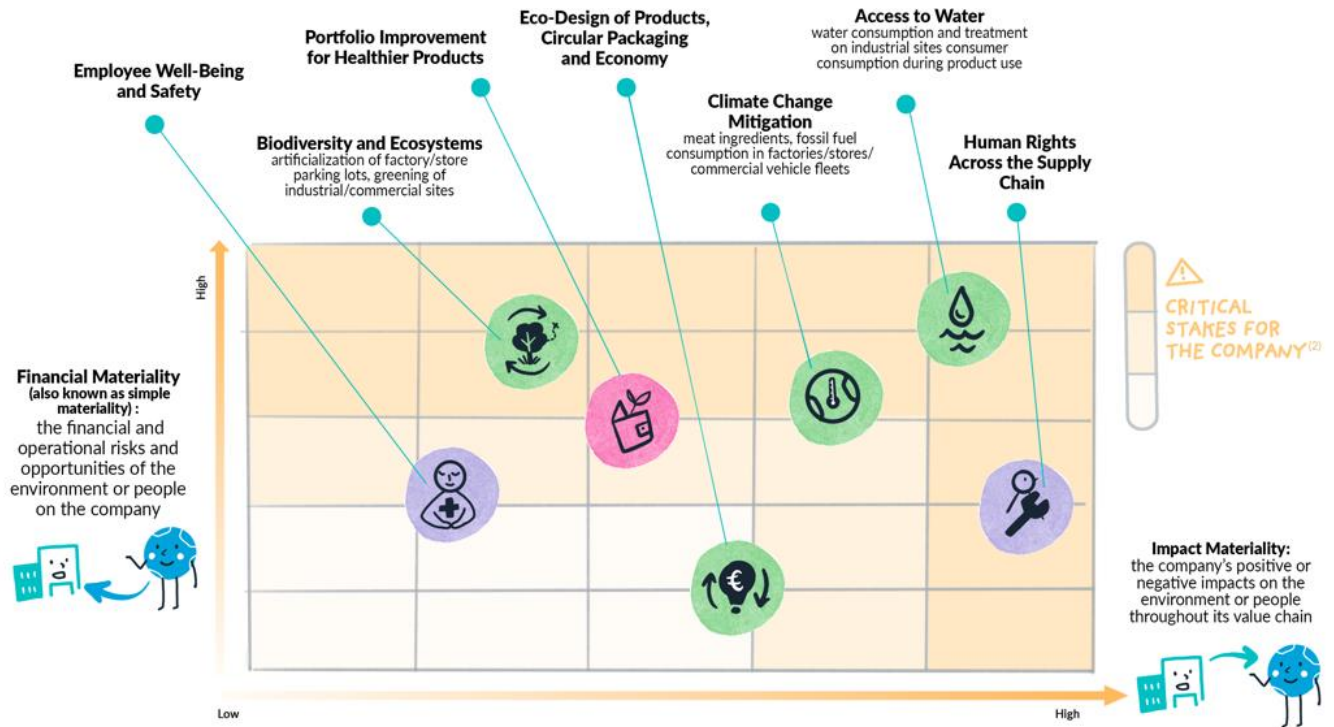 Employee Well-Being
and Safety
Portfolio Improvement
for Healthier Products
Eco-Design of Products,
Circular Packaging
and Economy
Access to Water
water consumption and treatment
on industrial sites consumer
consumption during product use
Biodiversity and Ecosystems
artificialization of factory/store
parking lots, greening of
industrial/commercial sites
Climate Change
Mitigation
meat ingredients, fossil fuel
consumption in factories/stores/
commercial vehicle fleets
Human Rights
Across the Supply
Chain
High
CRITICAL
STAKES FOR
THE COMPANY(2)
Financial Materiality
(also known as simple
materiality) :
the financial and
operational risks and
opportunities of the
environment or people
on the company
€
Impact Materiality:
the company's positive or
negative impacts on the
environment or people
throughout its value chain
Low
High